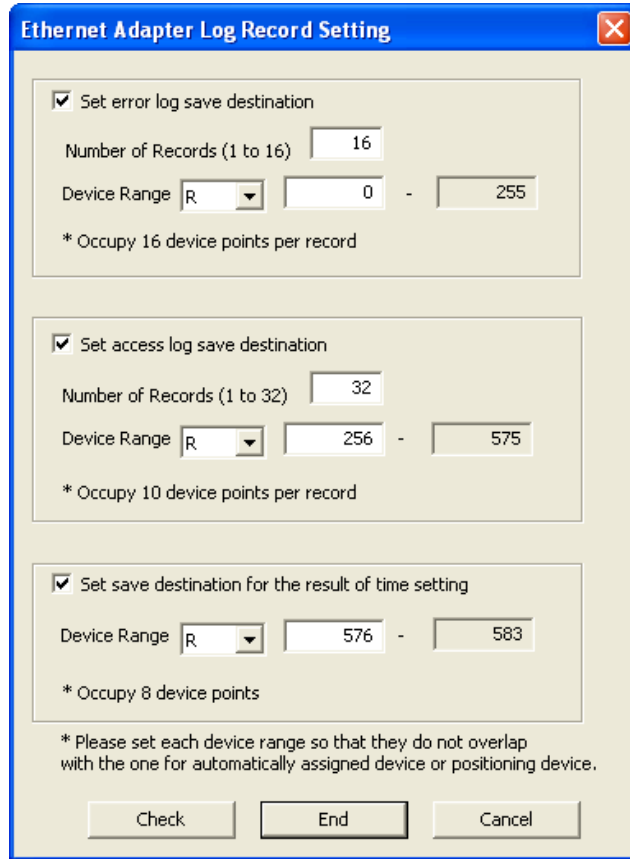 Ethernet Adapter Log Record Setting
Set error log save destination
Number of Records (1 to 16) 16
Device Range R 0 - 255
* Occupy 16 device points per record
Set access log save destination
Number of Records (1 to 32) 32
Device Range R 256 - 575
* Occupy 10 device points per record
Set save destination for the result of time setting
Device Range R 576 - 583
* Occupy 8 device points
* Please set each device range so that they do not overlap
with the one for automatically assigned device or positioning device.
Check End Cancel